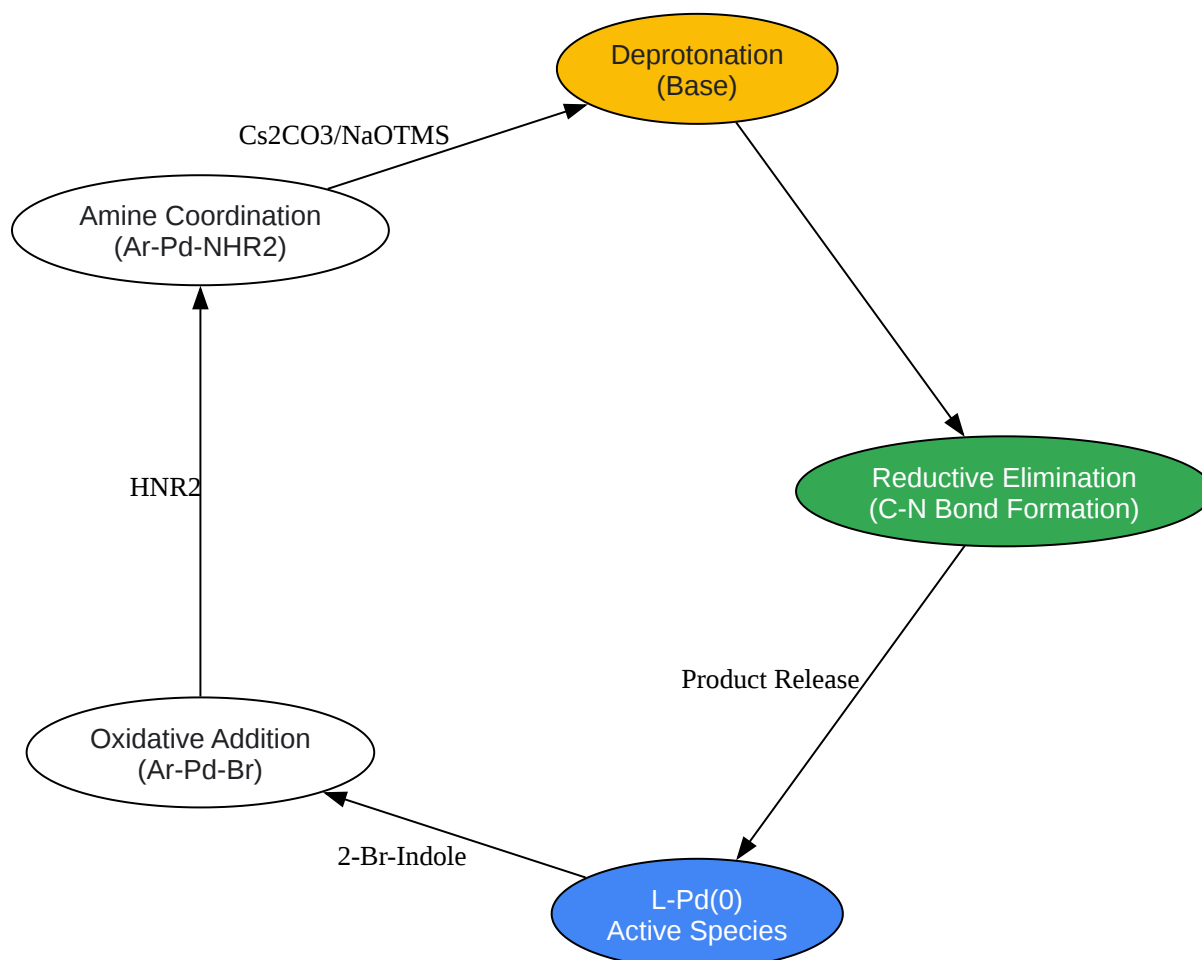 Deprotonation
(Base)
Cs2CO3/NaOTMS
Amine Coordination
(Ar-Pd-NHR2)
Reductive Elimination
(C-N Bond Formation)
HNR2
Product Release
Oxidative Addition
(Ar-Pd-Br)
2-Br-Indole
L-Pd(0)
Active Species